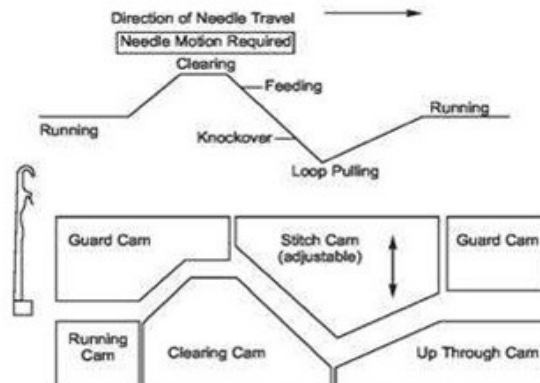 Direction of Needle Travel
Needle Motion Required
Clearing
Feeding
Running
Running
Knockover
Loop Pulling
Guard Cam
Stitch Cam
(adjustable)
Guard Cam
Running
Cam
Clearing Cam
Up Through Cam